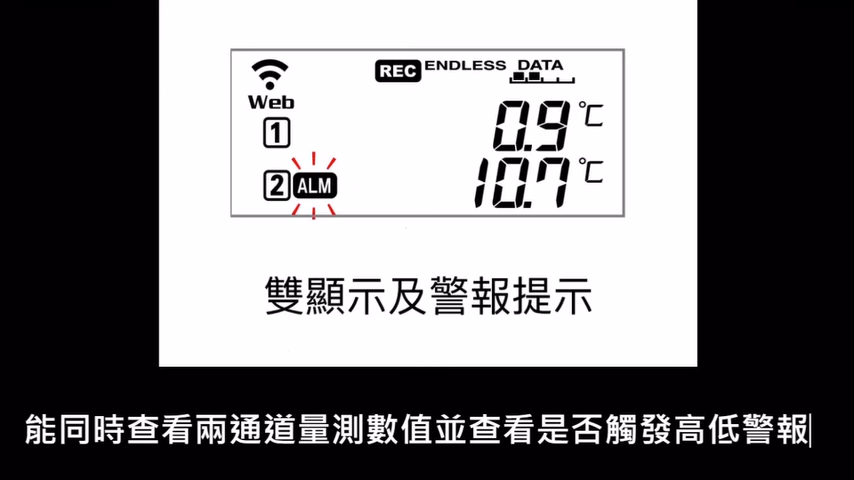 REC ENDLESS DATA
Web
1 0.9 ℃
2 ALM 10.7 ℃
雙顯示及警報提示
能同時查看兩通道量測數值並查看是否觸發高低警報